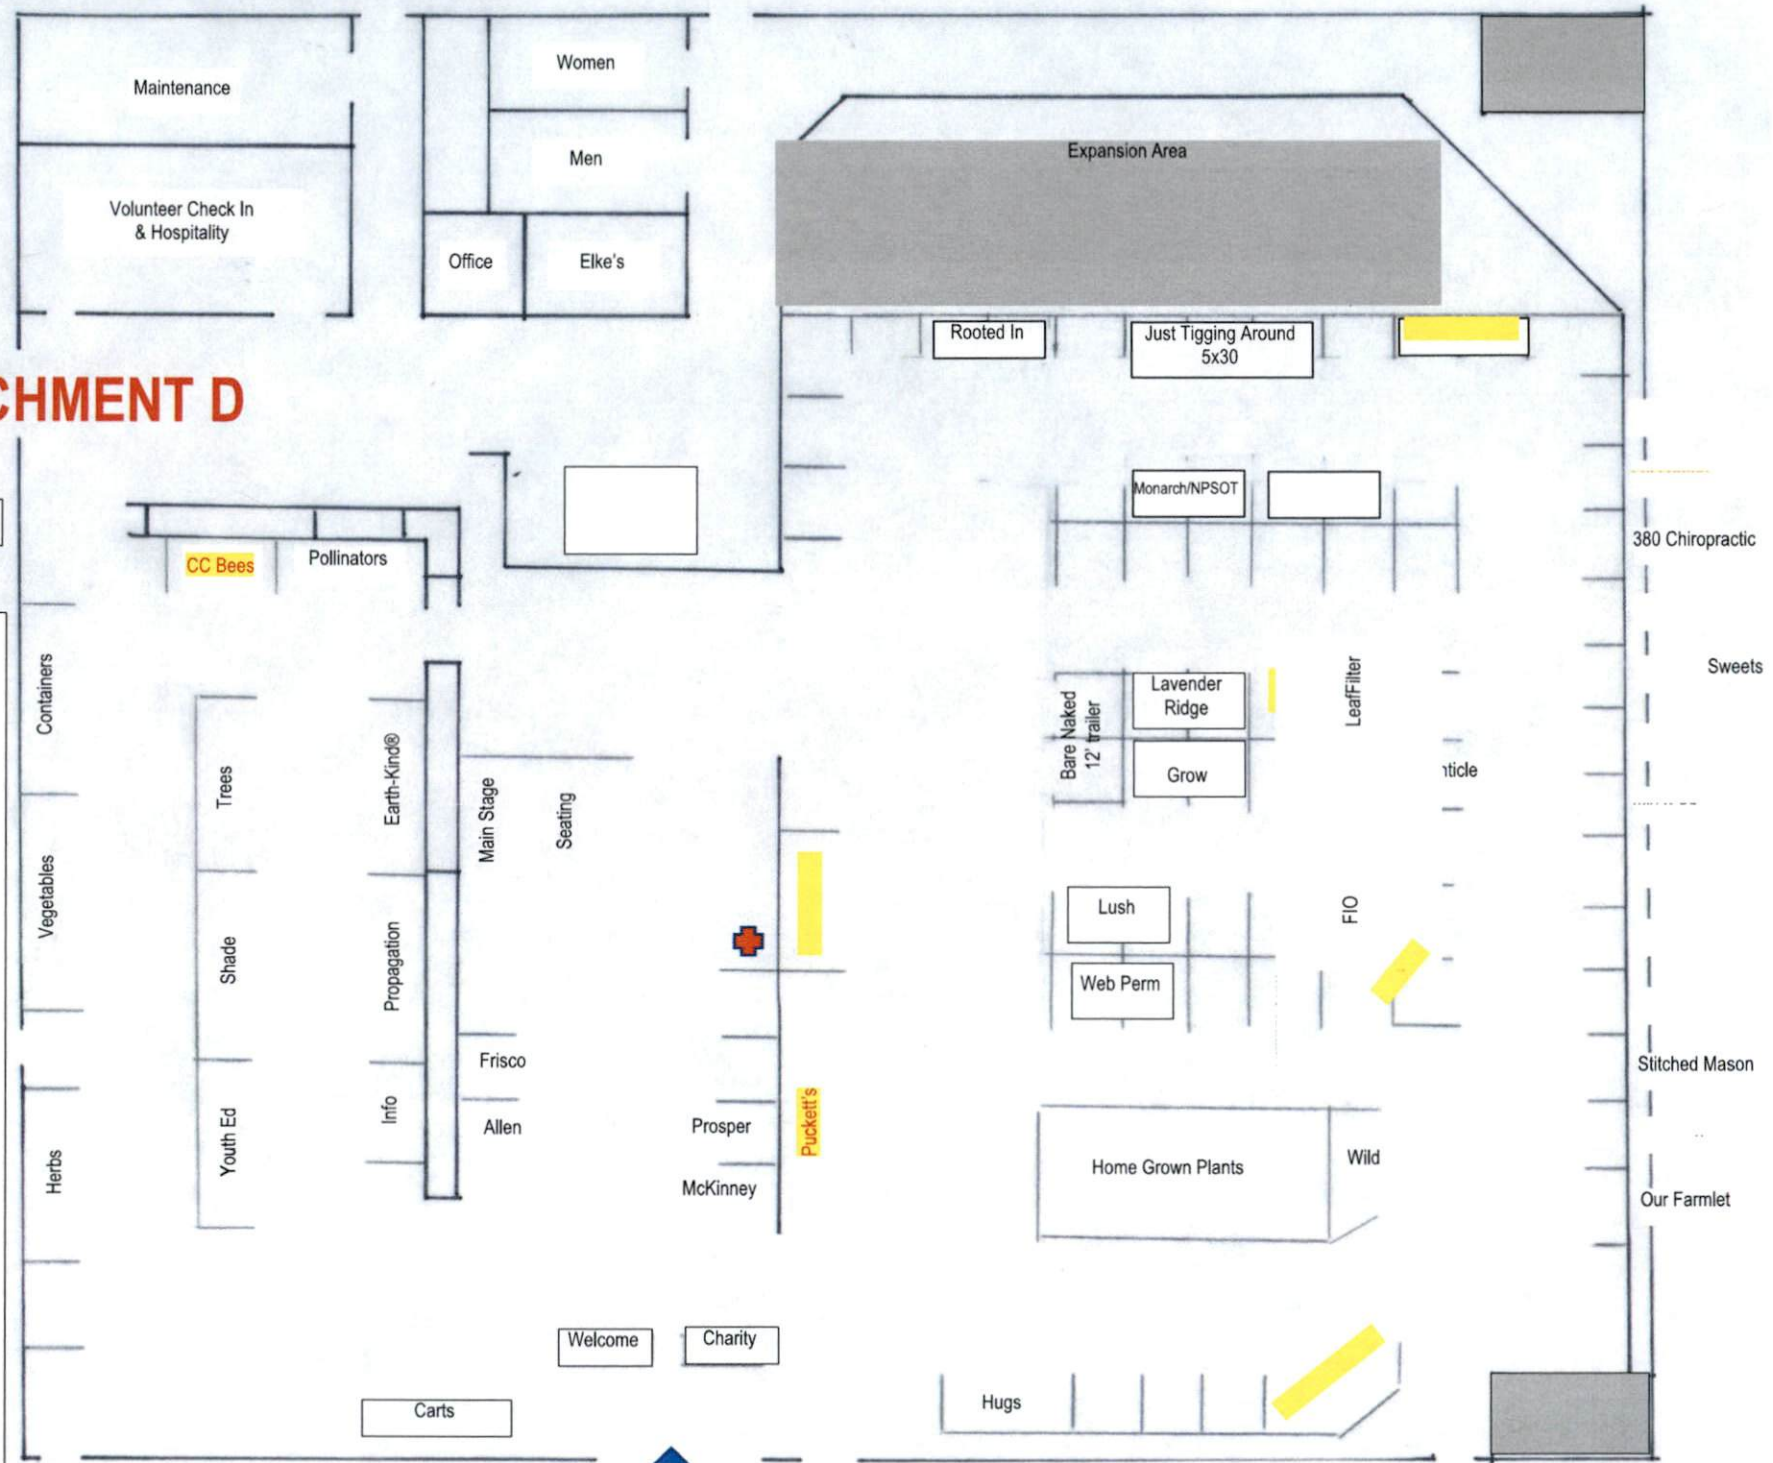 Maintenance
Women
Men
Expansion Area
Volunteer Check In
& Hospitality
Office
Elke's
Rooted In
Just Tigging Around
5x30
CHMENT D
Monarch/NPSOT
380 Chiropractic
CC Bees
Pollinators
Containers
Sweets
LeafFilter
Lavender
Ridge
Bare Naked
12' trailer
Grow
nticle
Trees
Earth-Kind®
Main Stage
Seating
Vegetables
Shade
Propagation
Lush
FIO
Web Perm
Frisco
Stitched Mason
Info
Allen
Prosper
Puckett's
Youth Ed
Herbs
McKinney
Home Grown Plants
Wild
Our Farmlet
Welcome
Charity
Carts
Hugs